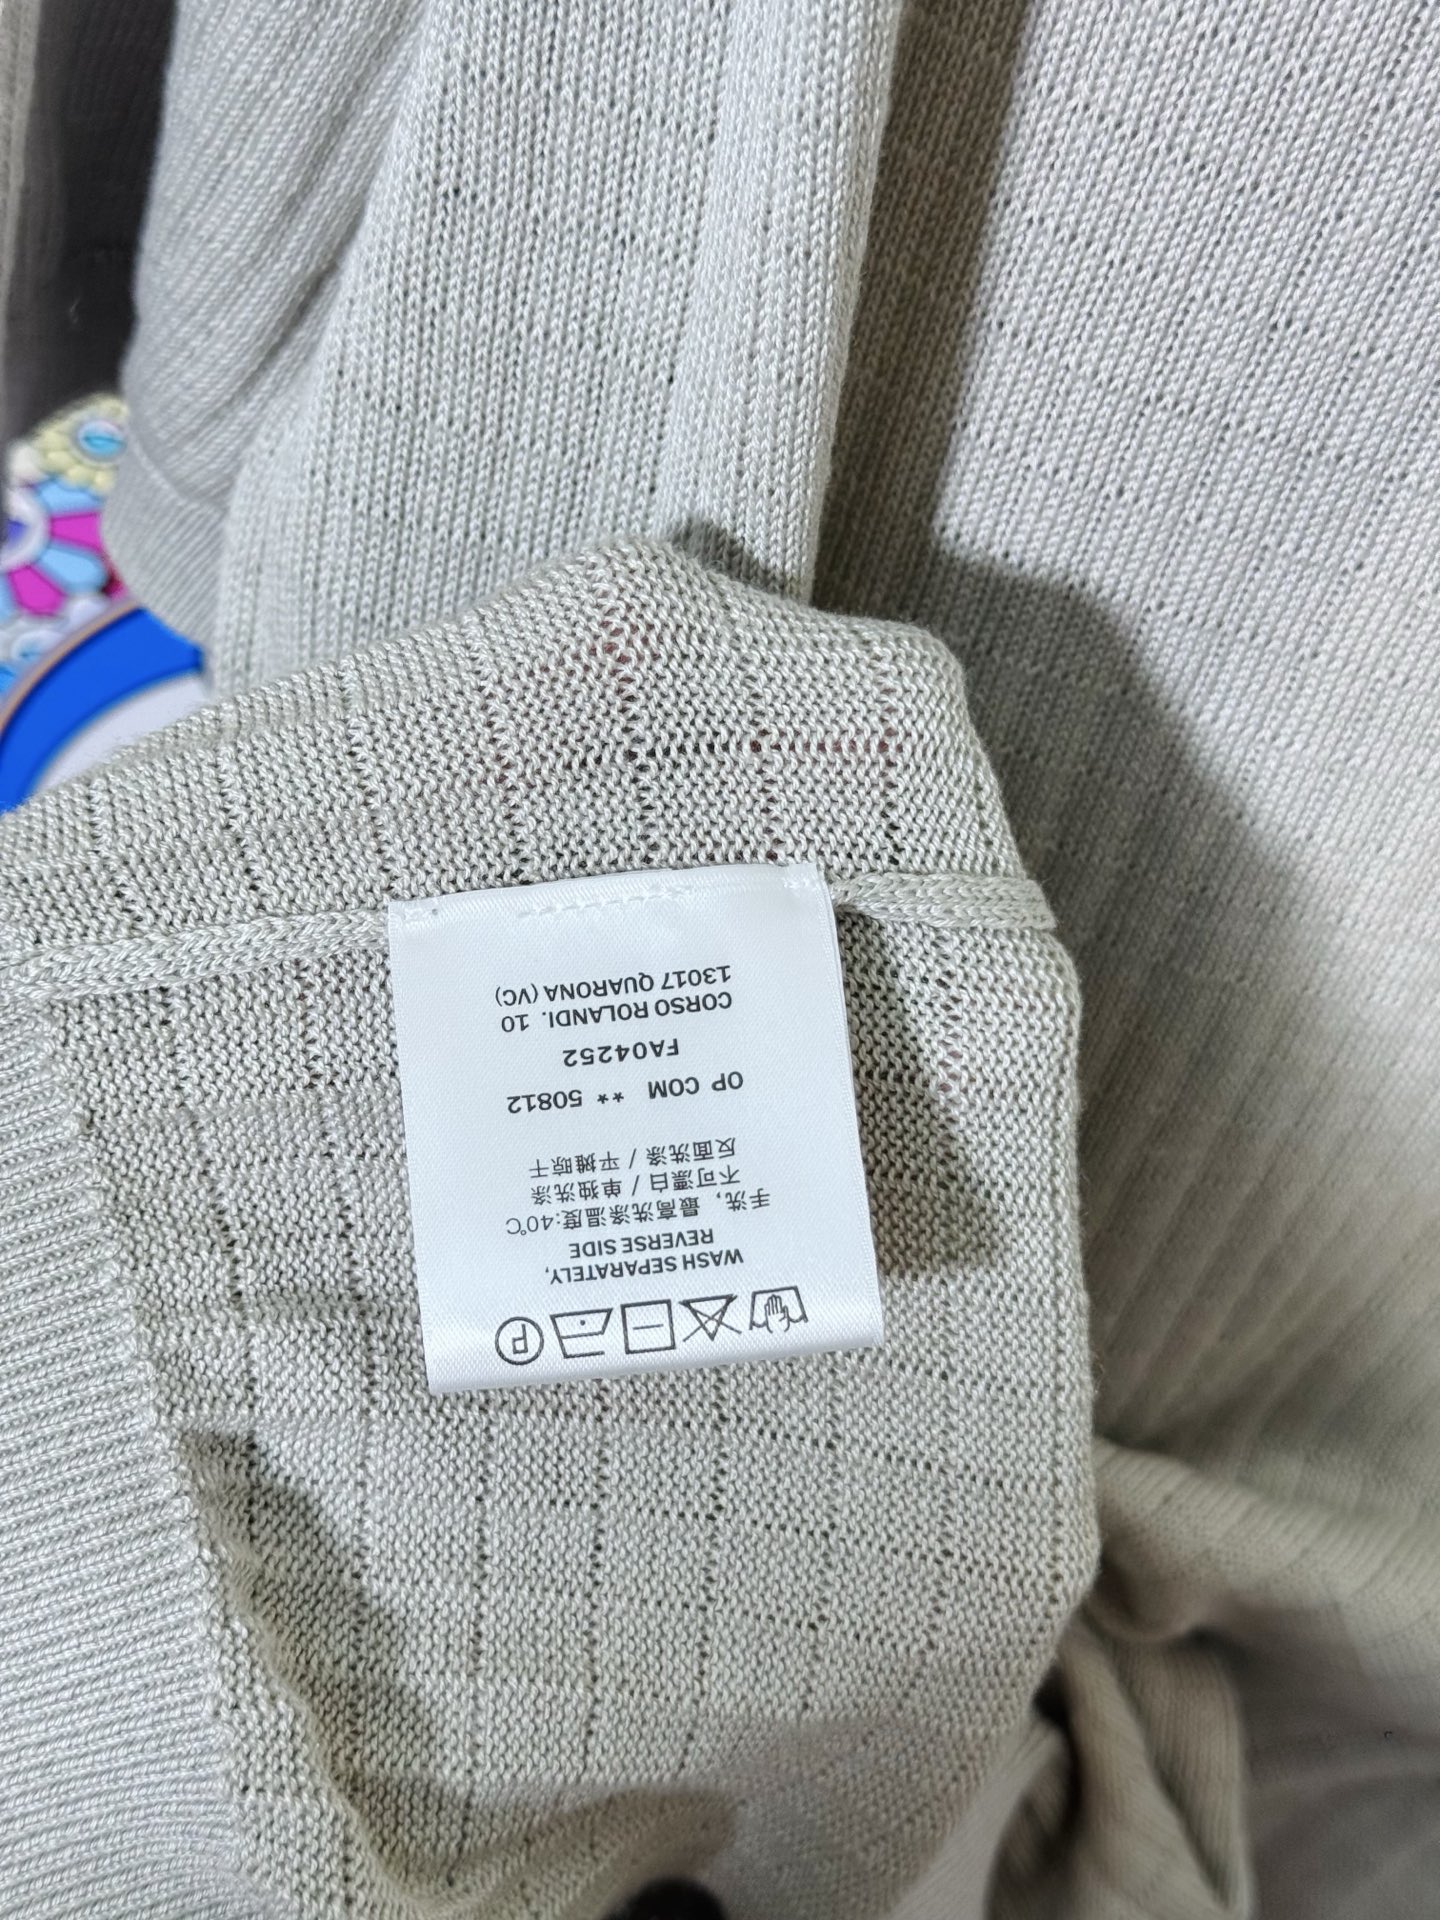 WASH SEPARATELY,
REVERSE SIDE
手洗，最高洗涤温度:40℃
不可漂白 / 单独洗涤
反面洗涤 / 平摊晾干
OP COM ** 50812
FA04252
CORSO ROLANDI. 10
13017 QUARONA (VC)